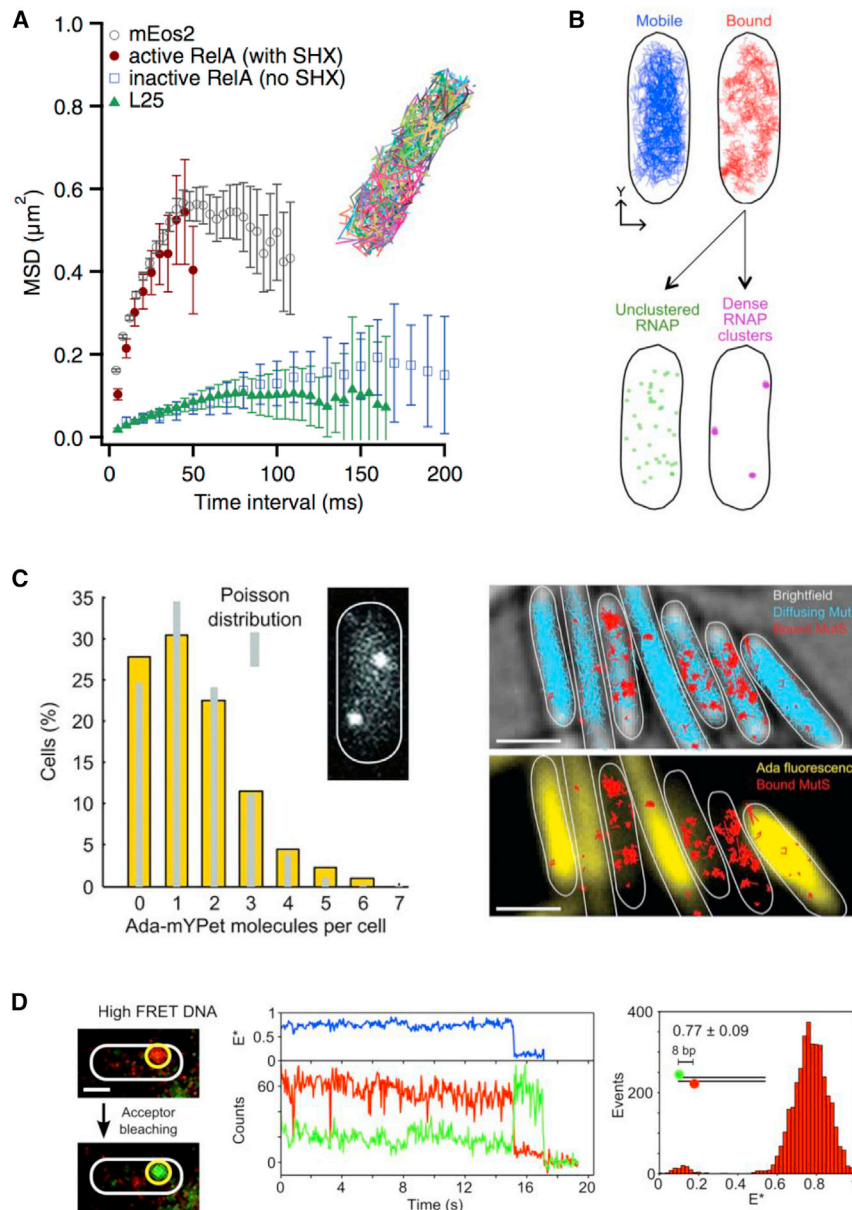 A
1.0
0.8
0.6
0.4
0.2
0.0
MSD (µm²)
mEos2
active RelA (with SHX)
inactive RelA (no SHX)
L25
0
50
100
150
200
Time interval (ms)
B
Mobile
Bound
Y
Unclustered
RNAP
Dense
RNAP
clusters
C
35
30
25
20
15
10
5
0
Cells (%)
Poisson
distribution
0 1 2 3 4 5 6 7
Ada-mYPet molecules per cell
Brightfield
Diffusing Mut
Bound MutS
Ada fluorescenc
Bound MutS
D
High FRET DNA
Acceptor
bleaching
1
0.5
0
E*
60
0
Counts
0 4 8 12 16 20
Time (s)
400
200
0
Events
0.77 ± 0.09
8 bp
0 0.2 0.4 0.6 0.8
E*